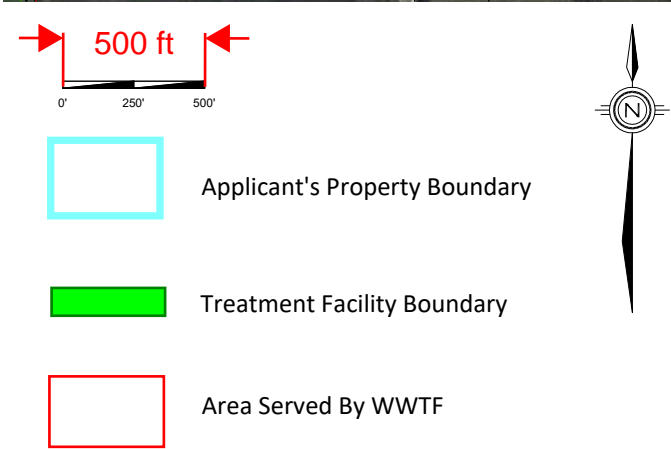 500 ft
0' 250' 500'
N
Applicant's Property Boundary
Treatment Facility Boundary
Area Served By WWTF